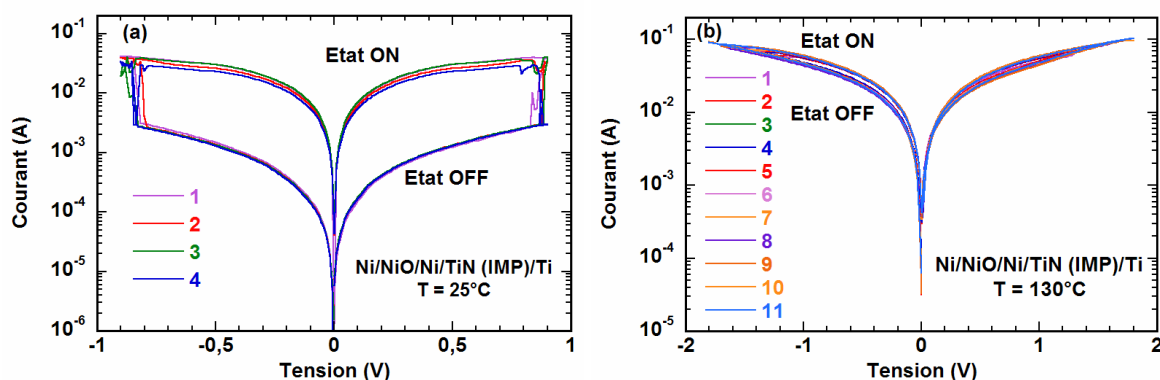 (a)
Etat ON
Etat OFF
1
2
3
4
Ni/NiO/Ni/TiN (IMP)/Ti
T = 25°C
Courant (A)
10-1
10-2
10-3
10-4
10-5
10-6
-1
-0,5
0
0,5
1
Tension (V)
(b)
Etat ON
Etat OFF
1
2
3
4
5
6
7
8
9
10
11
Ni/NiO/Ni/TiN (IMP)/Ti
T = 130°C
Courant (A)
10-1
10-2
10-3
10-4
10-5
-2
-1
0
1
2
Tension (V)